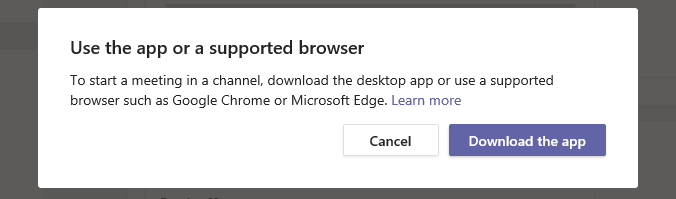 Use the app or a supported browser
To start a meeting in a channel, download the desktop app or use a supported
browser such as Google Chrome or Microsoft Edge. Learn more
Cancel
Download the app